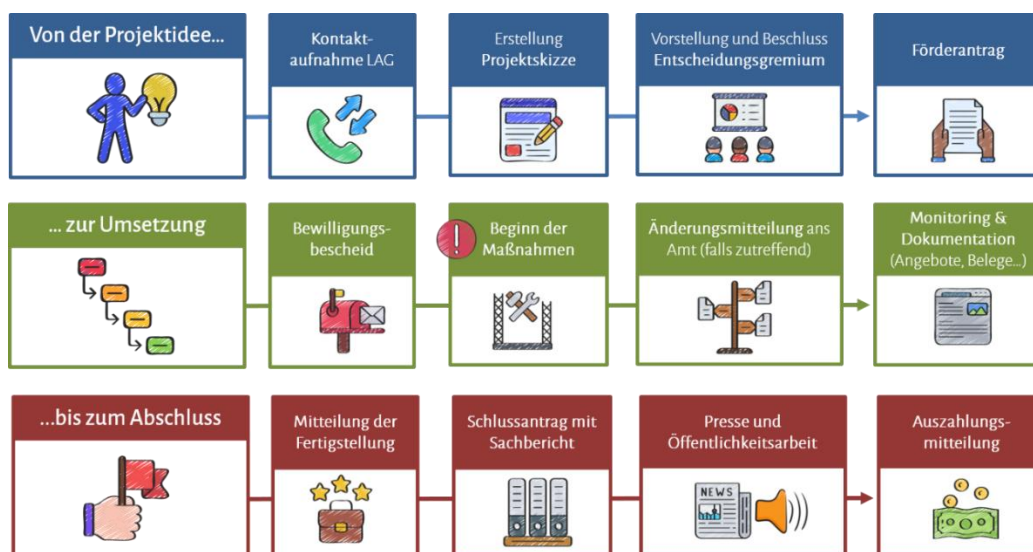 Von der Projektidee...
Kontakt-
aufnahme LAG
Erstellung
Projektskizze
Vorstellung und Beschluss
Entscheidungsgremium
Förderantrag
... zur Umsetzung
Bewilligungs-
bescheid
!
Beginn der
Maßnahmen
Änderungsmitteilung ans
Amt (falls zutreffend)
Monitoring &
Dokumentation
(Angebote, Belege...)
...bis zum Abschluss
Mitteilung der
Fertigstellung
Schlussantrag mit
Sachbericht
Presse und
Öffentlichkeitsarbeit
NEWS
Auszahlungs-
mitteilung